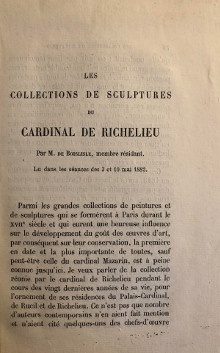 LES
COLLECTIONS DE SCULPTURES
DU
CARDINAL DE RICHELIEU
Par M. DE BOISLISLE, membre résidant.
Lu dans les séances des 3 et 10 mai 1882.
Parmi les grandes collections de peintures et
de sculptures qui se formèrent à Paris durant le
XVIIe siècle et qui eurent une heureuse influence
sur le développement du goût des œuvres d'art,
par conséquent sur leur conservation, la première
en date et la plus importante de toutes, sauf
peut-être celle du cardinal Mazarin, est à peine
connue jusqu'ici. Je veux parler de la collection
réunie par le cardinal de Richelieu pendant le
cours des vingt dernières années de sa vie, pour
l'ornement de ses résidences du Palais-Cardinal,
de Rueil et de Richelieu. Ce n'est pas que nombre
d'auteurs contemporains n'en aient fait mention
et n'aient cité quelques-uns des chefs-d'œuvre